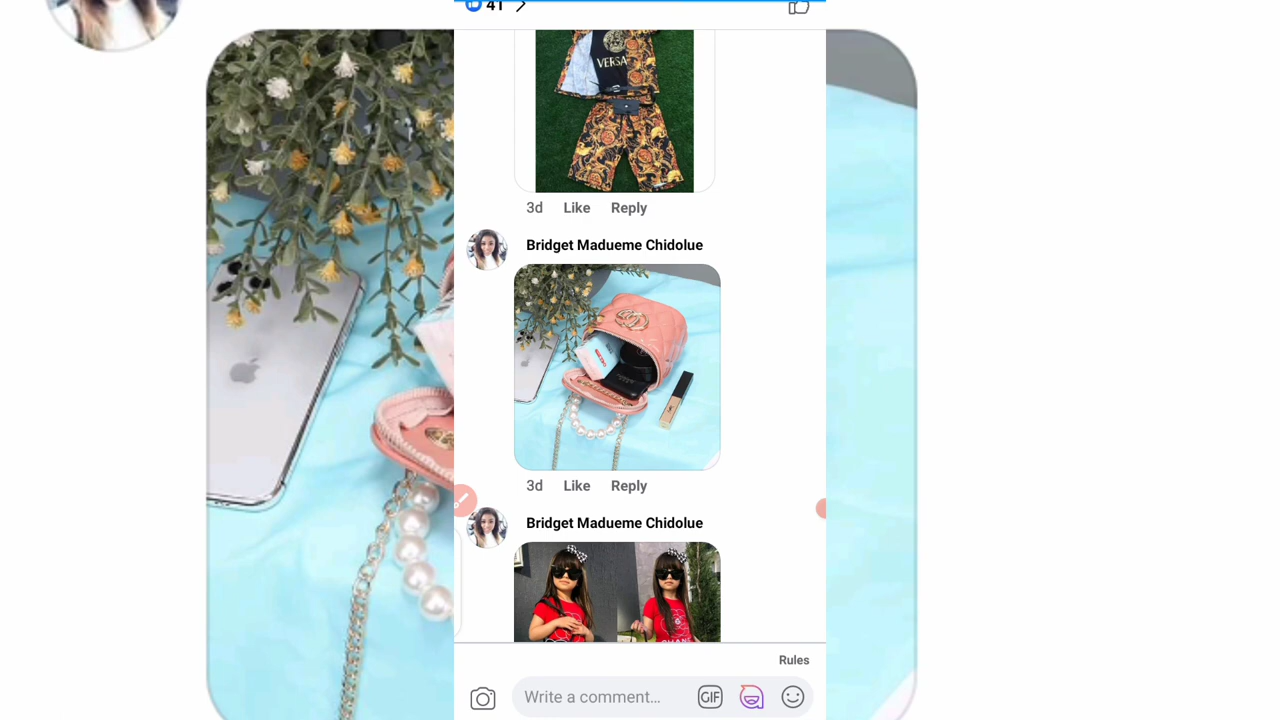 41
VERSA
3d Like Reply
Bridget Madueme Chidolue
3d Like Reply
Bridget Madueme Chidolue
Rules
Write a comment…
GIF